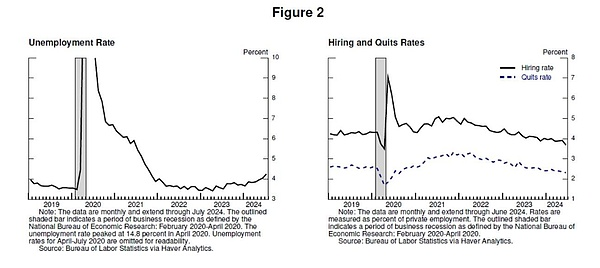 Figure 2
Unemployment Rate
Percent
10
9
8
7
6
5
4
3
2019 2020 2021 2022 2023 2024
Note: The data are monthly and extend through July 2024. The outlined
shaded bar indicates a period of business recession as defined by the
National Bureau of Economic Research: February 2020-April 2020. The
unemployment rate peaked at 14.8 percent in April 2020. Unemployment
rates for April-July 2020 are omitted for readability.
Source: Bureau of Labor Statistics via Haver Analytics.
Hiring and Quits Rates
Percent
Hiring rate
Quits rate
8
7
6
5
4
3
2
1
2019 2020 2021 2022 2023 2024
Note: The data are monthly and extend through June 2024. Rates are
measured as percent of private employment. The outlined shaded bar
indicates a period of business recession as defined by the National Bureau of
Economic Research: February 2020-April 2020.
Source: Bureau of Labor Statistics via Haver Analytics.